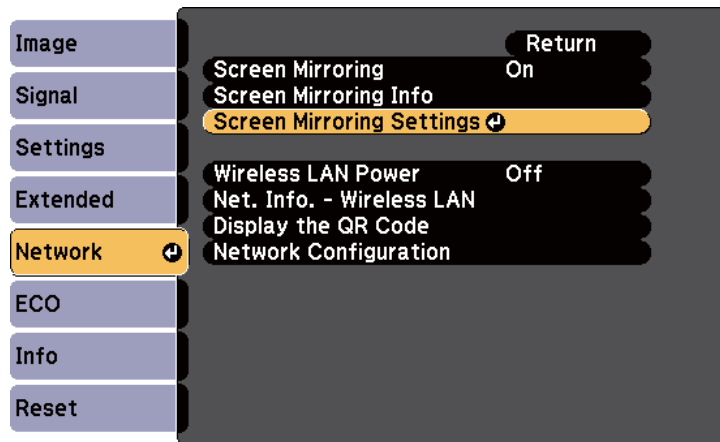 Image
Signal
Settings
Extended
Network
ECO
Info
Reset
Return
Screen Mirroring On
Screen Mirroring Info
Screen Mirroring Settings
Wireless LAN Power Off
Net. Info. - Wireless LAN
Display the QR Code
Network Configuration